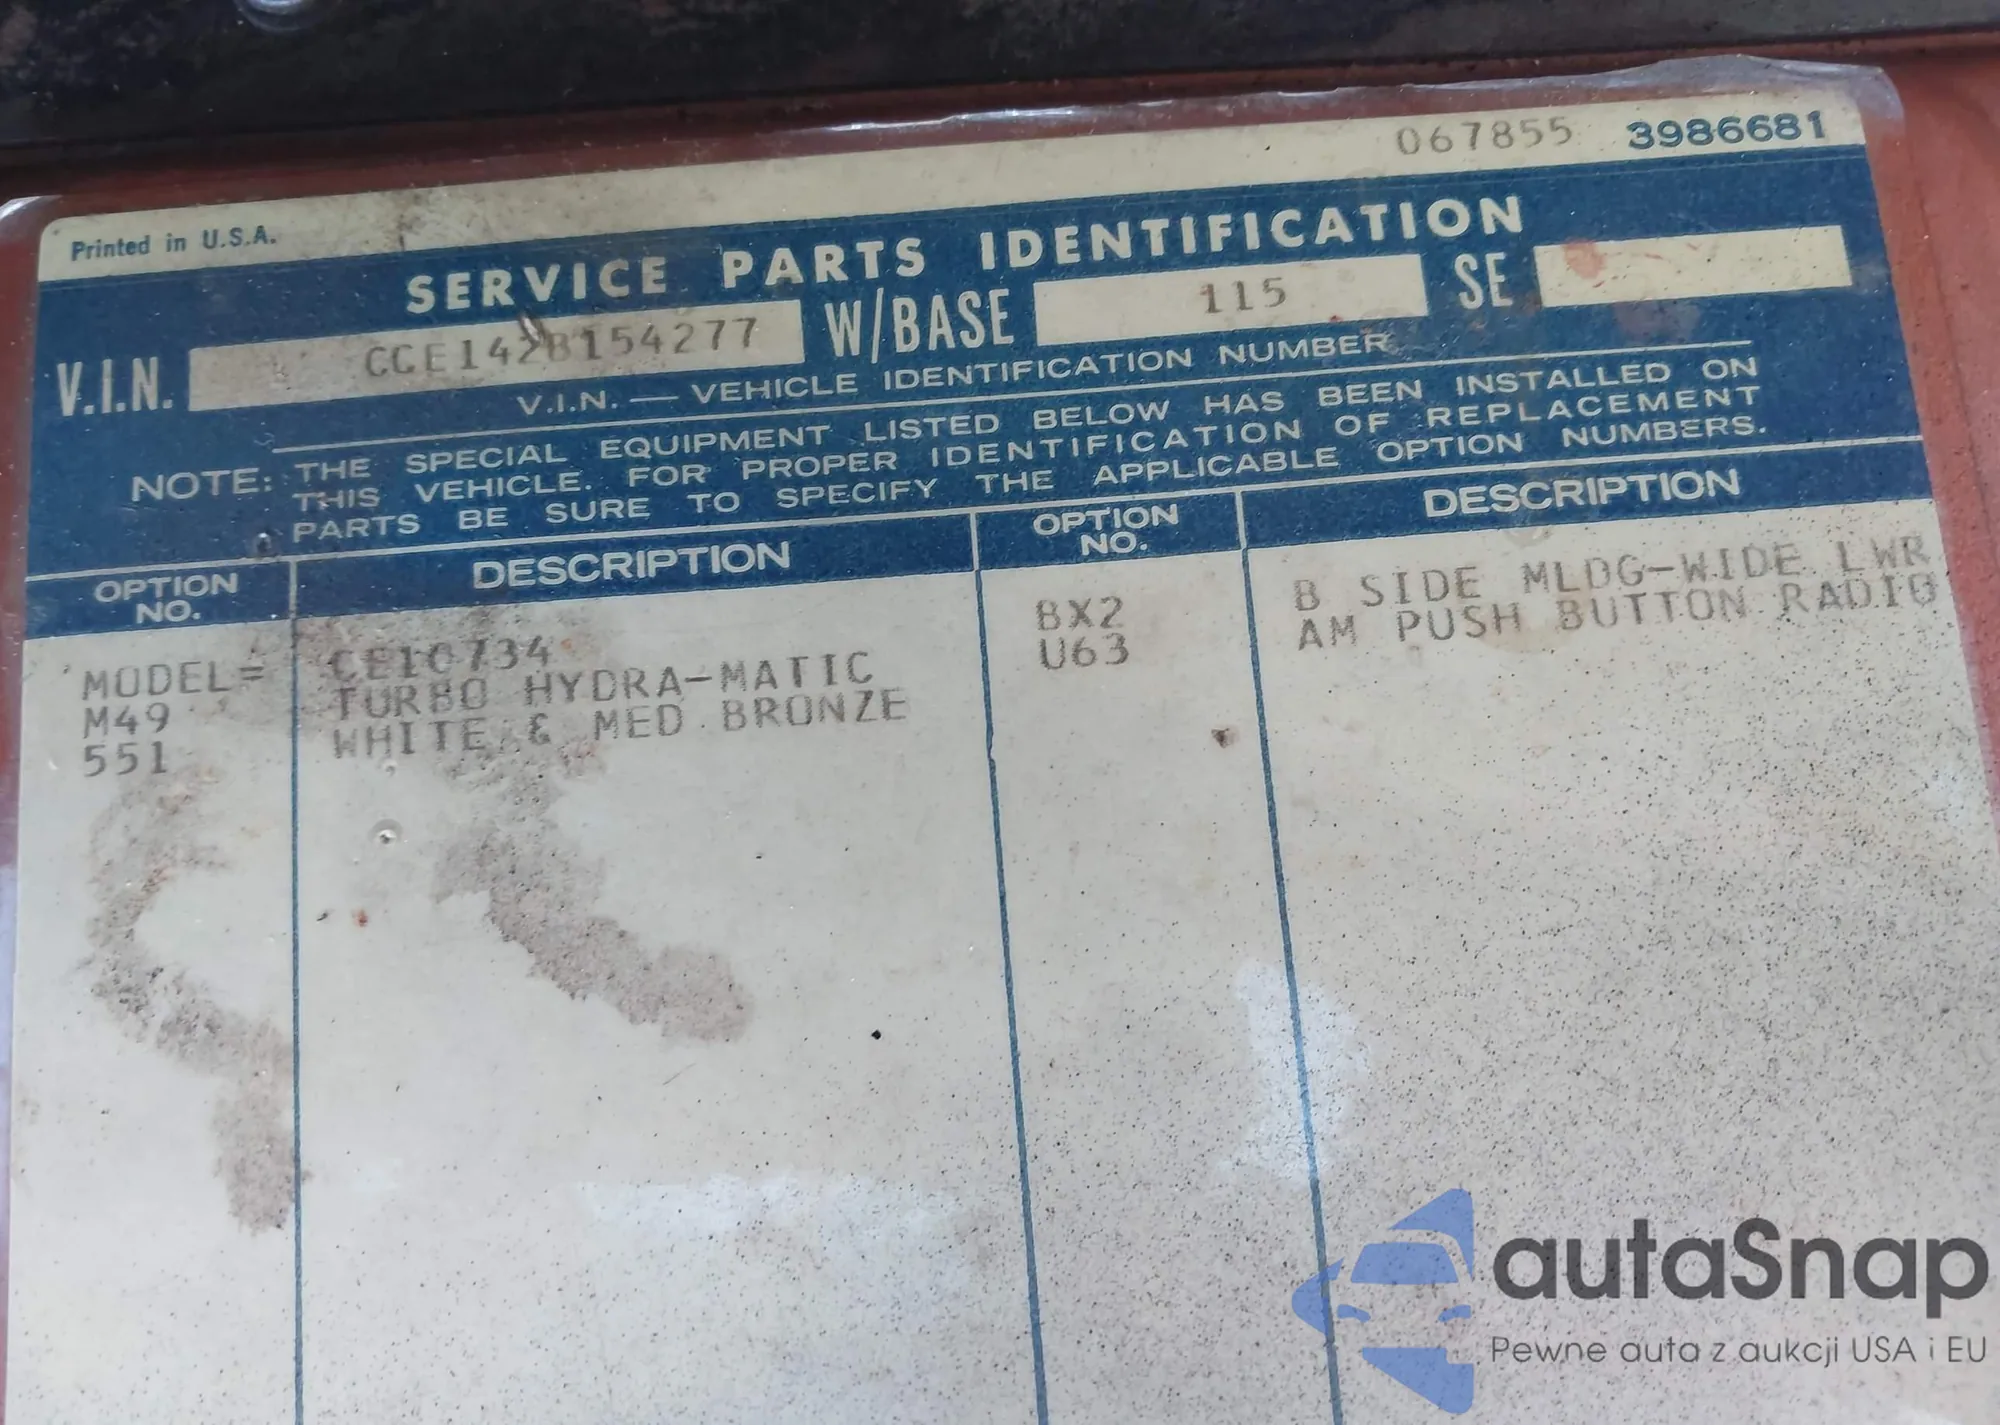 067855 3986681
Printed in U.S.A.
SERVICE PARTS IDENTIFICATION
V.I.N. CCE142B154277 W/BASE 115 SE
V.I.N. — VEHICLE IDENTIFICATION NUMBER
NOTE: THE SPECIAL EQUIPMENT LISTED BELOW HAS BEEN INSTALLED ON
THIS VEHICLE. FOR PROPER IDENTIFICATION OF REPLACEMENT
PARTS BE SURE TO SPECIFY THE APPLICABLE OPTION NUMBERS.
OPTION NO. DESCRIPTION OPTION NO. DESCRIPTION
MODEL= CE10734 BX2 B SIDE MLDG-WIDE LWR
M49 TURBO HYDRA-MATIC U63 AM PUSH BUTTON RADIO
551 WHITE & MED BRONZE
autaSnap
Pewne auta z aukcji USA i EU